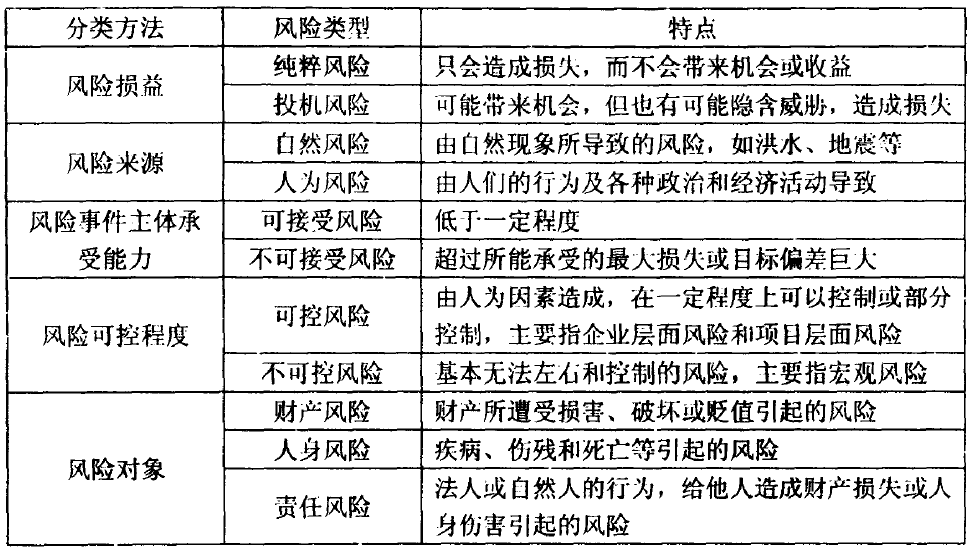 分类方法 风险类型 特点
风险损益 纯粹风险 只会造成损失，而不会带来机会或收益
投机风险 可能带来机会，但也有可能隐含威胁，造成损失
风险来源 自然风险 由自然现象所导致的风险，如洪水、地震等
人为风险 由人们的行为及各种政治和经济活动导致
风险事件主体承受能力 可接受风险 低于一定程度
不可接受风险 超过所能承受的最大损失或目标偏差巨大
风险可控程度 可控风险 由人为因素造成，在一定程度上可以控制或部分
控制，主要指企业层面风险和项目层面风险
不可控风险 基本无法左右和控制的风险，主要指宏观风险
风险对象 财产风险 财产所遭受损害、破坏或贬值引起的风险
人身风险 疾病、伤残和死亡等引起的风险
责任风险 法人或自然人的行为，给他人造成财产损失或人
身伤害引起的风险